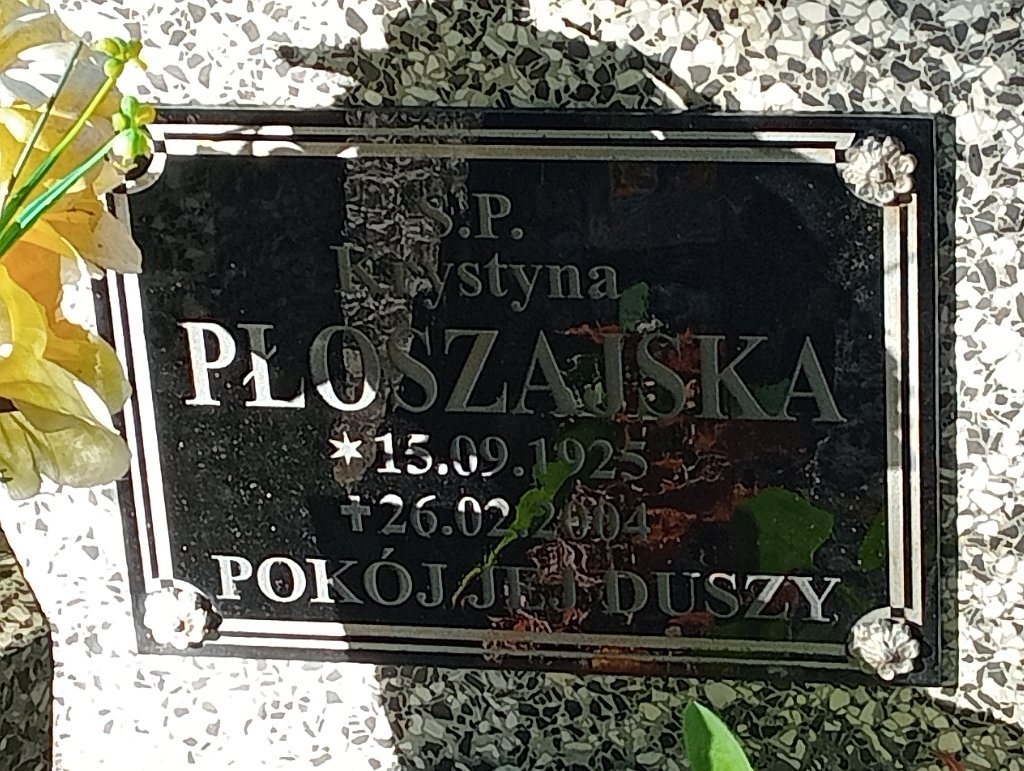 Ś.P.
Krystyna
PŁOSZAJSKA
* 15.09.1925
✝ 26.02.2004
POKÓJ JEJ DUSZY